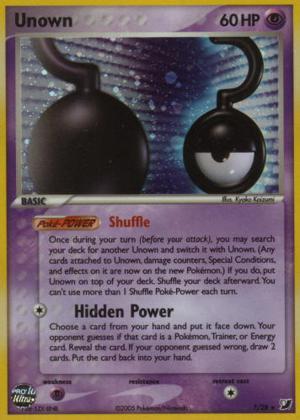 Unown 60 HP
BASIC Illus. Kyoko Koizumi
Poké-POWER Shuffle
Once during your turn (before your attack), you may search
your deck for another Unown and switch it with Unown. (Any
cards attached to Unown, damage counters, Special Conditions,
and effects on it are now on the new Pokémon.) If you do, put
Unown on top of your deck. Shuffle your deck afterward. You
can't use more than 1 Shuffle Poké-Power each turn.
Hidden Power
Choose a card from your hand and put it face down. Your
opponent guesses if that card is a Pokémon, Trainer, or Energy
card. Reveal the card. If your opponent guessed wrong, draw 2
cards. Put the card back into your hand.
weakness resistance retreat cost
©2005 Pokémon/Nintendo